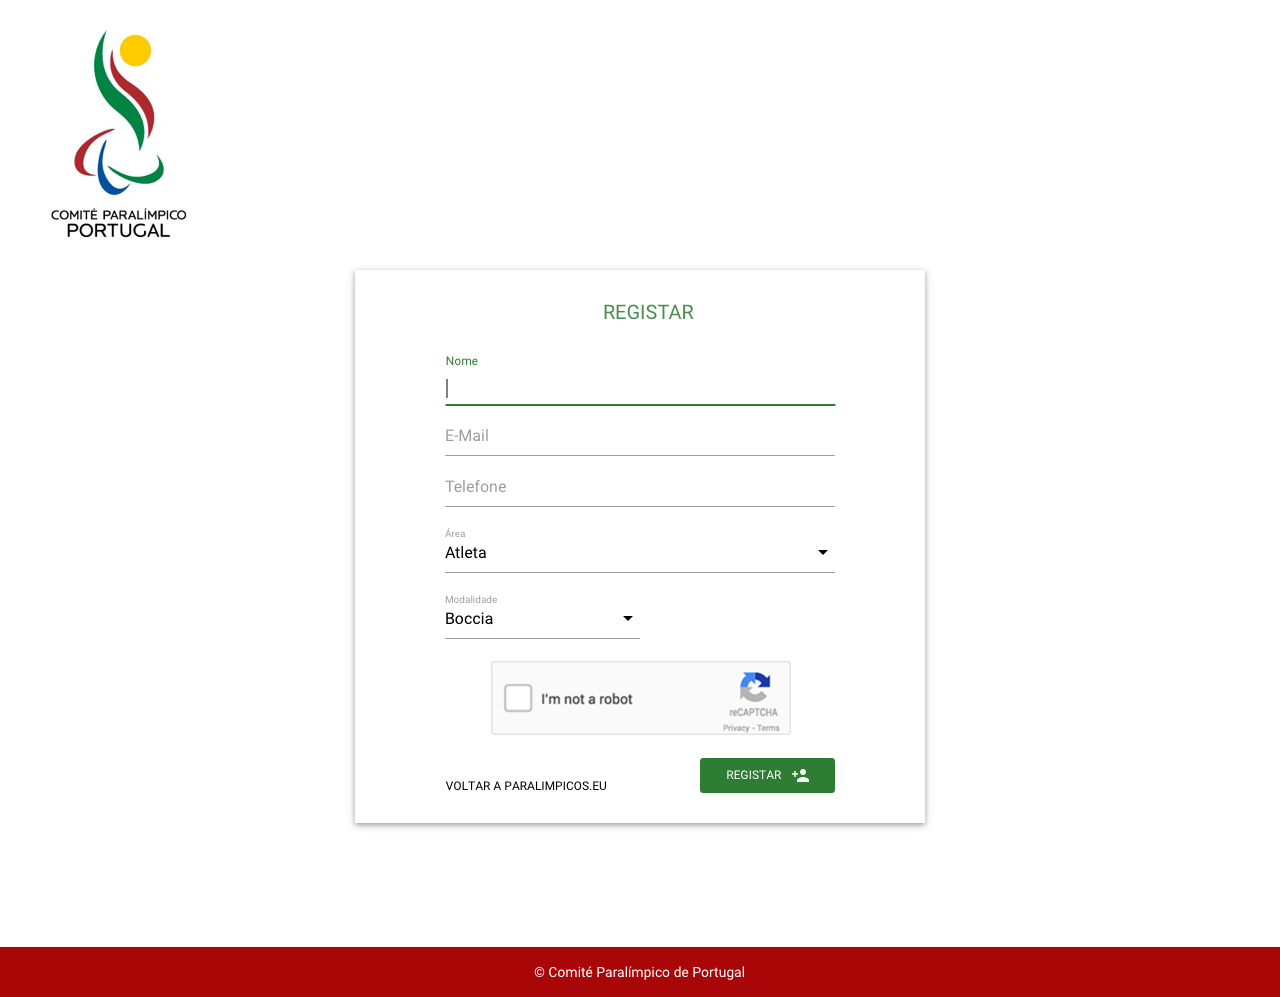 COMITÉ PARALÍMPICO
PORTUGAL
REGISTAR
Nome
E-Mail
Telefone
Área
Atleta
Modalidade
Boccia
I'm not a robot
reCAPTCHA
Privacy - Terms
VOLTAR A PARALIMPICOS.EU
REGISTAR
© Comité Paralímpico de Portugal